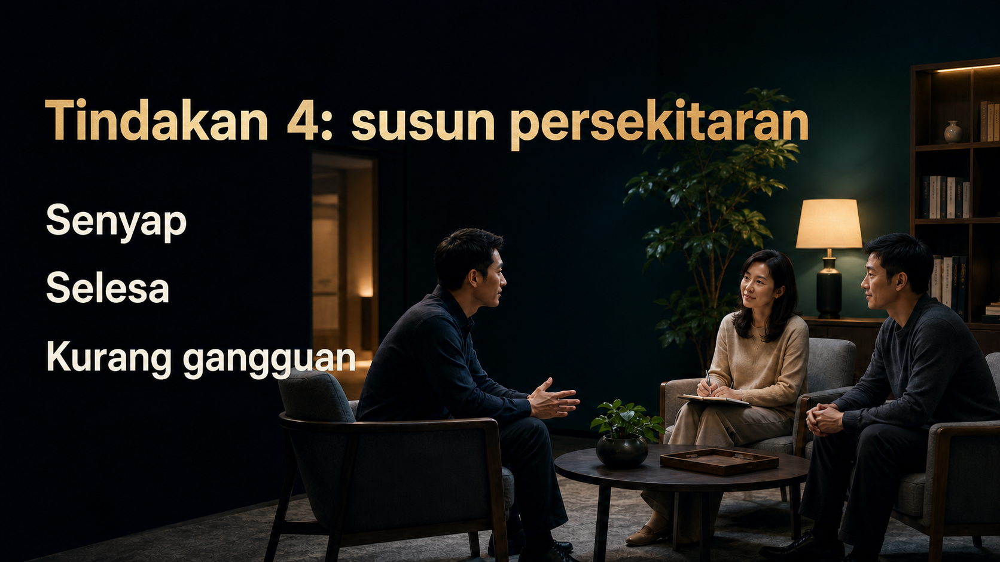 Tindakan 4: susun persekitaran
Senyap
Selesa
Kurang gangguan